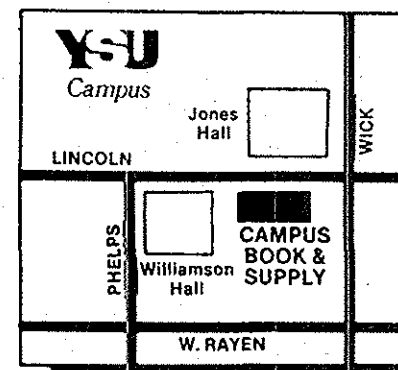 YSU
Campus
Jones
Hall
WICK
LINCOLN
PHELPS
Williamson
Hall
CAMPUS
BOOK &
SUPPLY
W. RAYEN